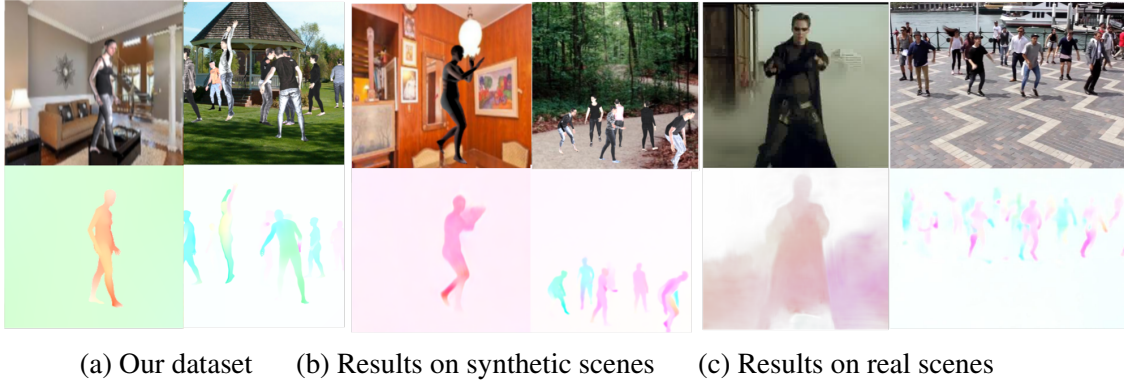 (a) Our dataset (b) Results on synthetic scenes (c) Results on real scenes